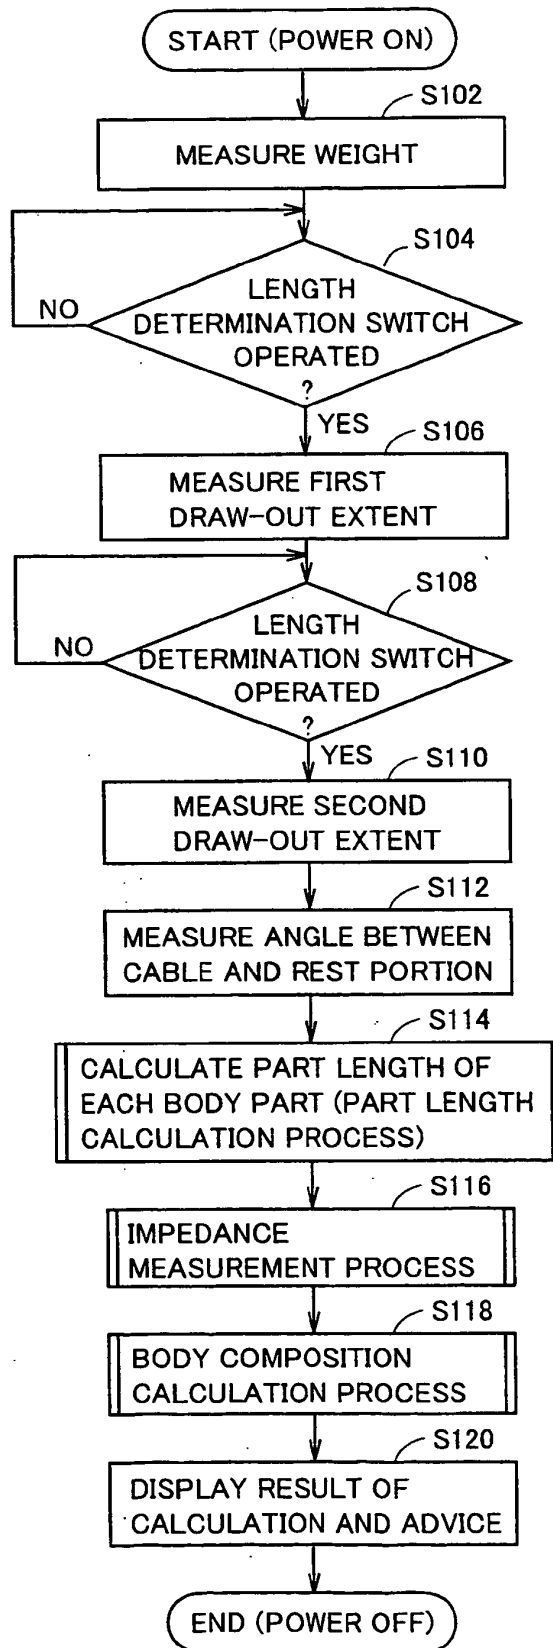 START (POWER ON)
S102
MEASURE WEIGHT
S104
LENGTH
DETERMINATION SWITCH
OPERATED
?
NO
YES
S106
MEASURE FIRST
DRAW-OUT EXTENT
S108
LENGTH
DETERMINATION SWITCH
OPERATED
?
NO
YES
S110
MEASURE SECOND
DRAW-OUT EXTENT
S112
MEASURE ANGLE BETWEEN
CABLE AND REST PORTION
S114
CALCULATE PART LENGTH OF
EACH BODY PART (PART LENGTH
CALCULATION PROCESS)
S116
IMPEDANCE
MEASUREMENT PROCESS
S118
BODY COMPOSITION
CALCULATION PROCESS
S120
DISPLAY RESULT OF
CALCULATION AND ADVICE
END (POWER OFF)